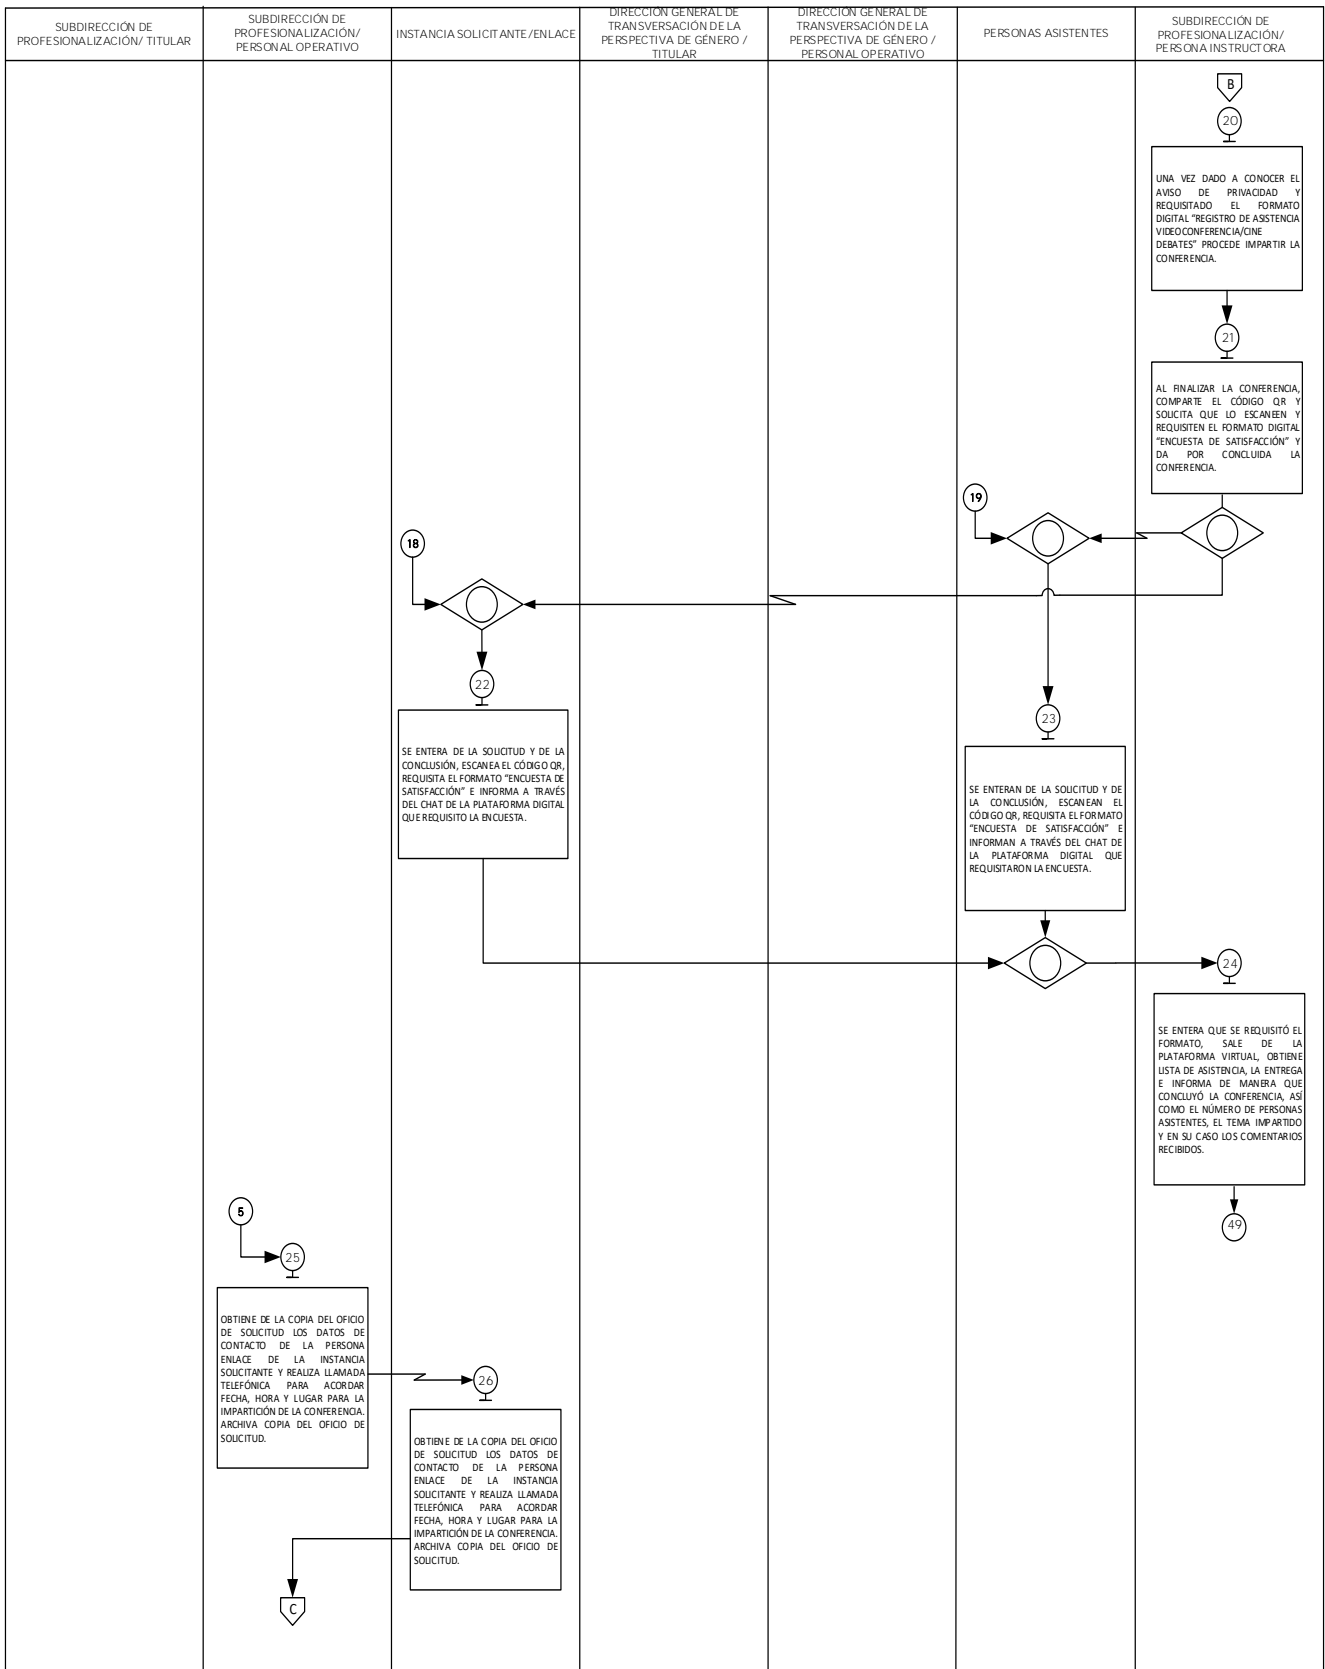 SUBDIRECCIÓN DE
PROFESIONALIZACIÓN/ TITULAR
SUBDIRECCIÓN DE
PROFESIONALIZACIÓN/
PERSONAL OPERATIVO
INSTANCIA SOLICITANTE/ENLACE
DIRECCIÓN GENERAL DE
TRANSVERSACIÓN DE LA
PERSPECTIVA DE GÉNERO /
TITULAR
DIRECCIÓN GENERAL DE
TRANSVERSACIÓN DE LA
PERSPECTIVA DE GÉNERO /
PERSONAL OPERATIVO
PERSONAS ASISTENTES
SUBDIRECCIÓN DE
PROFESIONALIZACIÓN/
PERSONA INSTRUCTORA
B
20
UNA VEZ DADO A CONOCER EL
AVISO DE PRIVACIDAD Y
REQUISITADO EL FORMATO
DIGITAL "REGISTRO DE ASISTENCIA
VIDEOCONFERENCIA/CINE
DEBATES" PROCEDE IMPARTIR LA
CONFERENCIA.
21
AL FINALIZAR LA CONFERENCIA,
COMPARTE EL CÓDIGO QR Y
SOLICITA QUE LO ESCANEEN Y
REQUISITEN EL FORMATO DIGITAL
"ENCUESTA DE SATISFACCIÓN" Y
DA POR CONCLUIDA LA
CONFERENCIA.
19
18
22
SE ENTERA DE LA SOLICITUD Y DE LA
CONCLUSIÓN, ESCANEA EL CÓDIGO QR,
REQUISITA EL FORMATO "ENCUESTA DE
SATISFACCIÓN" E INFORMA A TRAVÉS
DEL CHAT DE LA PLATAFORMA DIGITAL
QUE REQUISITO LA ENCUESTA.
23
SE ENTERAN DE LA SOLICITUD Y DE
LA CONCLUSIÓN, ESCANEAN EL
CÓDIGO QR, REQUISITA EL FORMATO
"ENCUESTA DE SATISFACCIÓN" E
INFORMAN A TRAVÉS DEL CHAT DE
LA PLATAFORMA DIGITAL QUE
REQUISITARON LA ENCUESTA.
24
SE ENTERA QUE SE REQUISITÓ EL
FORMATO, SALE DE LA
PLATAFORMA VIRTUAL, OBTIENE
LISTA DE ASISTENCIA, LA ENTREGA
E INFORMA DE MANERA QUE
CONCLUYÓ LA CONFERENCIA, ASÍ
COMO EL NÚMERO DE PERSONAS
ASISTENTES, EL TEMA IMPARTIDO
Y EN SU CASO LOS COMENTARIOS
RECIBIDOS.
49
5
25
OBTIENE DE LA COPIA DEL OFICIO
DE SOLICITUD LOS DATOS DE
CONTACTO DE LA PERSONA
ENLACE DE LA INSTANCIA
SOLICITANTE Y REALIZA LLAMADA
TELEFÓNICA PARA ACORDAR
FECHA, HORA Y LUGAR PARA LA
IMPARTICIÓN DE LA CONFERENCIA.
ARCHIVA COPIA DEL OFICIO DE
SOLICITUD.
26
OBTIENE DE LA COPIA DEL OFICIO
DE SOLICITUD LOS DATOS DE
CONTACTO DE LA PERSONA
ENLACE DE LA INSTANCIA
SOLICITANTE Y REALIZA LLAMADA
TELEFÓNICA PARA ACORDAR
FECHA, HORA Y LUGAR PARA LA
IMPARTICIÓN DE LA CONFERENCIA.
ARCHIVA COPIA DEL OFICIO DE
SOLICITUD.
C